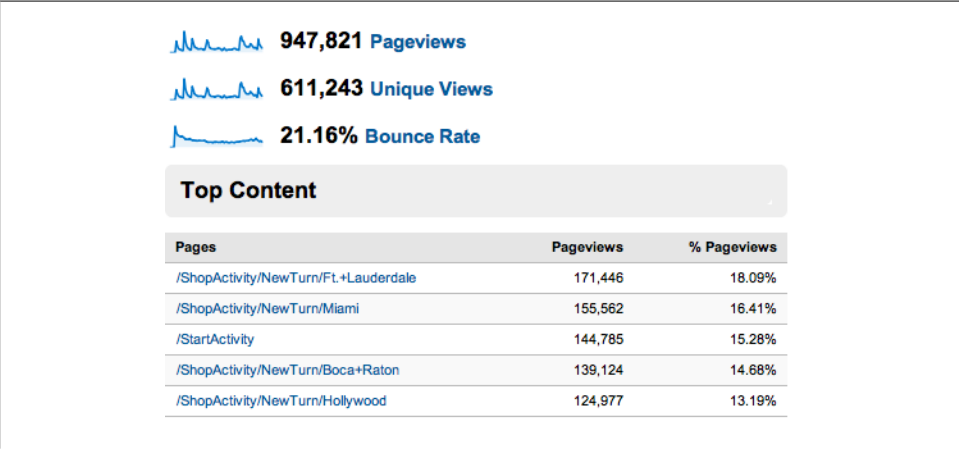 947,821 Pageviews
611,243 Unique Views
21.16% Bounce Rate
Top Content
Pages Pageviews % Pageviews
/ShopActivity/NewTurn/Ft.+Lauderdale 171,446 18.09%
/ShopActivity/NewTurn/Miami 155,562 16.41%
/StartActivity 144,785 15.28%
/ShopActivity/NewTurn/Boca+Raton 139,124 14.68%
/ShopActivity/NewTurn/Hollywood 124,977 13.19%